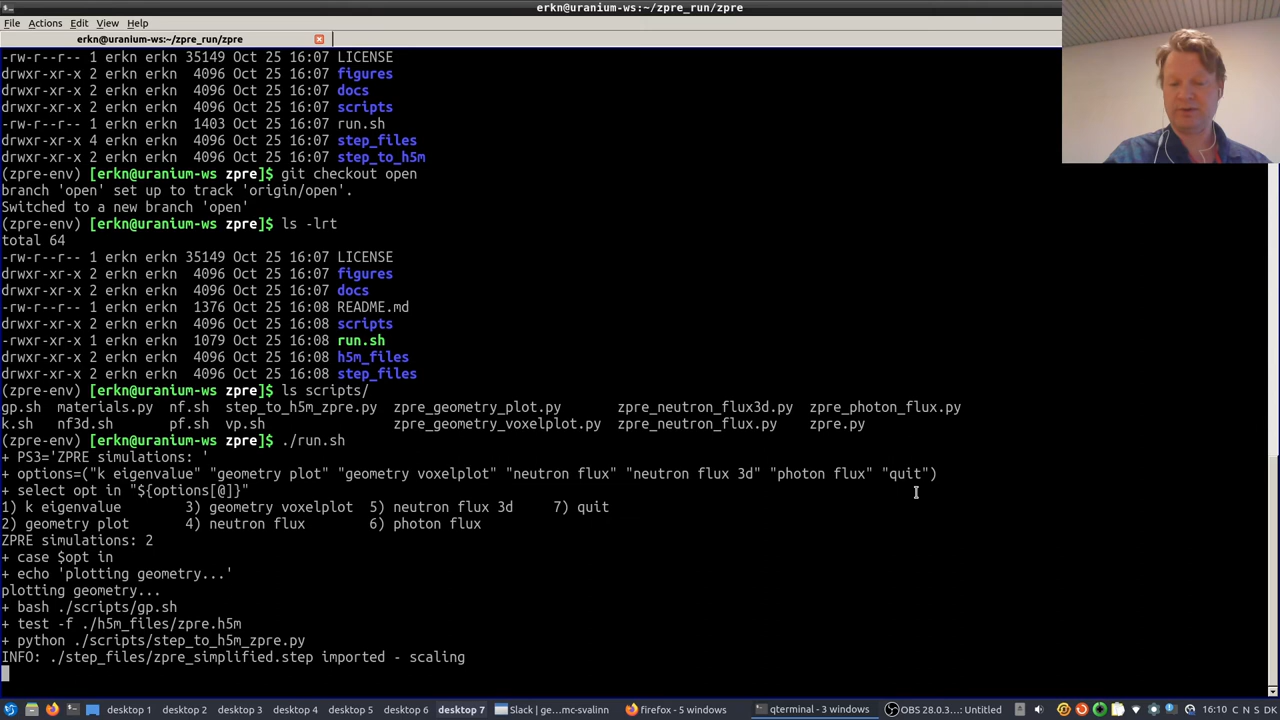 erkn@uranium-ws:~/zpre_run/zpre
File Actions Edit View Help
erkn@uranium-ws:~/zpre_run/zpre
-rw-r--r-- 1 erkn erkn 35149 Oct 25 16:07 LICENSE
drwxr-xr-x 2 erkn erkn  4096 Oct 25 16:07 figures
drwxr-xr-x 2 erkn erkn  4096 Oct 25 16:07 docs
drwxr-xr-x 2 erkn erkn  4096 Oct 25 16:07 scripts
-rw-r--r-- 1 erkn erkn  1403 Oct 25 16:07 run.sh
drwxr-xr-x 4 erkn erkn  4096 Oct 25 16:07 step_files
drwxr-xr-x 2 erkn erkn  4096 Oct 25 16:07 step_to_h5m
(zpre-env) [erkn@uranium-ws zpre]$ git checkout open
branch 'open' set up to track 'origin/open'.
Switched to a new branch 'open'
(zpre-env) [erkn@uranium-ws zpre]$ ls -lrt
total 64
-rw-r--r-- 1 erkn erkn 35149 Oct 25 16:07 LICENSE
drwxr-xr-x 2 erkn erkn  4096 Oct 25 16:07 figures
drwxr-xr-x 2 erkn erkn  4096 Oct 25 16:07 docs
-rw-r--r-- 1 erkn erkn  1376 Oct 25 16:08 README.md
drwxr-xr-x 2 erkn erkn  4096 Oct 25 16:08 scripts
-rwxr-xr-x 1 erkn erkn  1079 Oct 25 16:08 run.sh
drwxr-xr-x 2 erkn erkn  4096 Oct 25 16:08 h5m_files
drwxr-xr-x 2 erkn erkn  4096 Oct 25 16:08 step_files
(zpre-env) [erkn@uranium-ws zpre]$ ls scripts/
gp.sh  materials.py  nf.sh  step_to_h5m_zpre.py  zpre_geometry_plot.py       zpre_neutron_flux3d.py  zpre_photon_flux.py
k.sh   nf3d.sh       pf.sh  vp.sh                zpre_geometry_voxelplot.py  zpre_neutron_flux.py    zpre.py
(zpre-env) [erkn@uranium-ws zpre]$ ./run.sh
+ PS3='ZPRE simulations: '
+ options=("k eigenvalue" "geometry plot" "geometry voxelplot" "neutron flux" "neutron flux 3d" "photon flux" "quit")
+ select opt in "${options[@]}"
1) k eigenvalue        3) geometry voxelplot  5) neutron flux 3d     7) quit
2) geometry plot       4) neutron flux        6) photon flux
ZPRE simulations: 2
+ case $opt in
+ echo 'plotting geometry...'
plotting geometry...
+ bash ./scripts/gp.sh
+ test -f ./h5m_files/zpre.h5m
+ python ./scripts/step_to_h5m_zpre.py
INFO: ./step_files/zpre_simplified.step imported - scaling
desktop 1 desktop 2 desktop 3 desktop 4 desktop 5 desktop 6 desktop 7 Slack | ge...mc-svalinn firefox - 5 windows qterminal - 3 windows OBS 28.0.3... Untitled 16:10 C N S DK